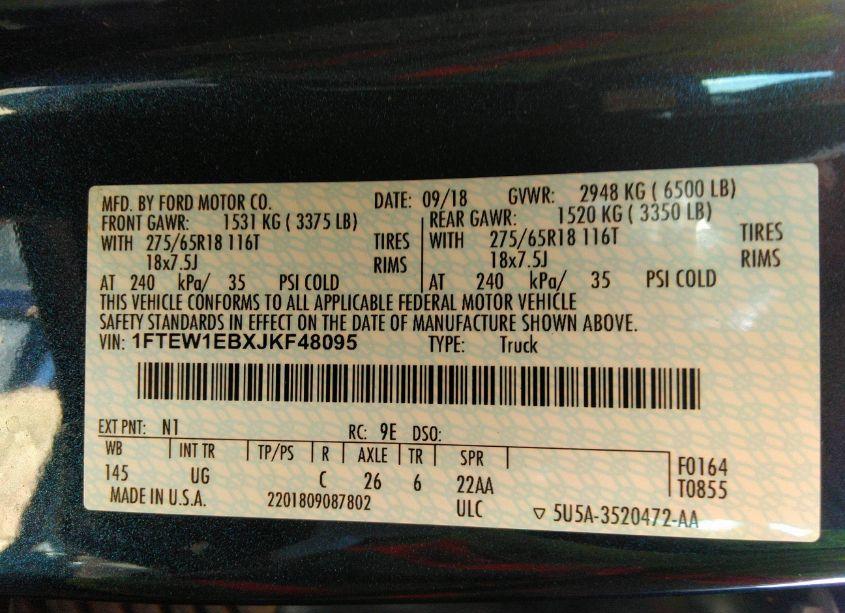 MFD. BY FORD MOTOR CO. DATE: 09/18 GVWR: 2948 KG ( 6500 LB)
FRONT GAWR: 1531 KG ( 3375 LB) REAR GAWR: 1520 KG ( 3350 LB)
WITH 275/65R18 116T TIRES WITH 275/65R18 116T TIRES
18x7.5J RIMS 18x7.5J RIMS
AT 240 kPa/ 35 PSI COLD AT 240 kPa/ 35 PSI COLD
THIS VEHICLE CONFORMS TO ALL APPLICABLE FEDERAL MOTOR VEHICLE
SAFETY STANDARDS IN EFFECT ON THE DATE OF MANUFACTURE SHOWN ABOVE.
VIN: 1FTEW1EBXJKF48095 TYPE: Truck
EXT PNT: N1 RC: 9E DSO:
WB INT TR TP/PS R AXLE TR SPR F0164
145 UG C 26 6 22AA T0855
MADE IN U.S.A. 2201809087802 ULC ▽ 5U5A-3520472-AA